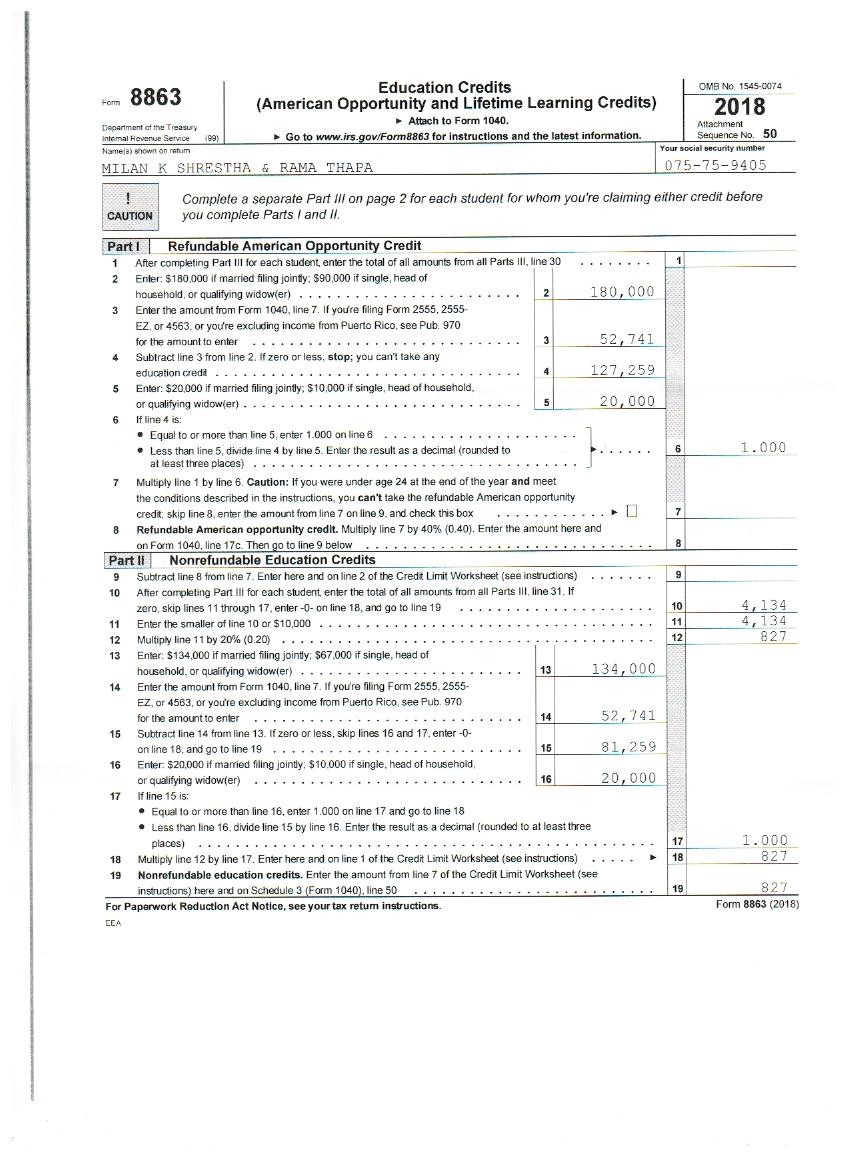 Form 8863
Department of the Treasury
Internal Revenue Service (99)
Education Credits
(American Opportunity and Lifetime Learning Credits)
► Attach to Form 1040.
► Go to www.irs.gov/Form8863 for instructions and the latest information.
OMB No. 1545-0074
2018
Attachment
Sequence No. 50
Name(s) shown on return
Your social security number
MILAN K SHRESTHA & RAMA THAPA 075-75-9405
!
CAUTION
Complete a separate Part III on page 2 for each student for whom you're claiming either credit before
you complete Parts I and II.
Part I Refundable American Opportunity Credit
1 After completing Part III for each student, enter the total of all amounts from all Parts III, line 30 . . . . . . . . 1
2 Enter: $180,000 if married filing jointly; $90,000 if single, head of
household, or qualifying widow(er) . . . . . . . . . . . . . . . . . . . . . . . . 2 180,000
3 Enter the amount from Form 1040, line 7. If you're filing Form 2555, 2555-
EZ, or 4563, or you're excluding income from Puerto Rico, see Pub. 970
for the amount to enter . . . . . . . . . . . . . . . . . . . . . . . . . . . . 3 52,741
4 Subtract line 3 from line 2. If zero or less, stop; you can't take any
education credit . . . . . . . . . . . . . . . . . . . . . . . . . . . . . . . . 4 127,259
5 Enter: $20,000 if married filing jointly; $10,000 if single, head of household,
or qualifying widow(er) . . . . . . . . . . . . . . . . . . . . . . . . . . . . . 5 20,000
6 If line 4 is:
• Equal to or more than line 5, enter 1.000 on line 6 . . . . . . . . . . . . . . . . . . . .
• Less than line 5, divide line 4 by line 5. Enter the result as a decimal (rounded to ► . . . . . . 6 1.000
at least three places) . . . . . . . . . . . . . . . . . . . . . . . . . . . . . . . . . .
7 Multiply line 1 by line 6. Caution: If you were under age 24 at the end of the year and meet
the conditions described in the instructions, you can't take the refundable American opportunity
credit; skip line 8, enter the amount from line 7 on line 9, and check this box . . . . . . . . . . . . ► 7
8 Refundable American opportunity credit. Multiply line 7 by 40% (0.40). Enter the amount here and
on Form 1040, line 17c. Then go to line 9 below . . . . . . . . . . . . . . . . . . . . . . . . . . . . . . 8
Part II Nonrefundable Education Credits
9 Subtract line 8 from line 7. Enter here and on line 2 of the Credit Limit Worksheet (see instructions) . . . . . . . 9
10 After completing Part III for each student, enter the total of all amounts from all Parts III, line 31. If
zero, skip lines 11 through 17, enter -0- on line 18, and go to line 19 . . . . . . . . . . . . . . . . . . . . . 10 4,134
11 Enter the smaller of line 10 or $10,000 . . . . . . . . . . . . . . . . . . . . . . . . . . . . . . . . . . . 11 4,134
12 Multiply line 11 by 20% (0.20) . . . . . . . . . . . . . . . . . . . . . . . . . . . . . . . . . . . . . . . 12 827
13 Enter: $134,000 if married filing jointly; $67,000 if single, head of
household, or qualifying widow(er) . . . . . . . . . . . . . . . . . . . . . . . . 13 134,000
14 Enter the amount from Form 1040, line 7. If you're filing Form 2555, 2555-
EZ, or 4563, or you're excluding income from Puerto Rico, see Pub. 970
for the amount to enter . . . . . . . . . . . . . . . . . . . . . . . . . . . . 14 52,741
15 Subtract line 14 from line 13. If zero or less, skip lines 16 and 17, enter -0-
on line 18, and go to line 19 . . . . . . . . . . . . . . . . . . . . . . . . . . 15 81,259
16 Enter: $20,000 if married filing jointly; $10,000 if single, head of household,
or qualifying widow(er) . . . . . . . . . . . . . . . . . . . . . . . . . . . . 16 20,000
17 If line 15 is:
• Equal to or more than line 16, enter 1.000 on line 17 and go to line 18
• Less than line 16, divide line 15 by line 16. Enter the result as a decimal (rounded to at least three
places) . . . . . . . . . . . . . . . . . . . . . . . . . . . . . . . . . . . . . . . . . . . . . . . . 17 1.000
18 Multiply line 12 by line 17. Enter here and on line 1 of the Credit Limit Worksheet (see instructions) . . . . . ► 18 827
19 Nonrefundable education credits. Enter the amount from line 7 of the Credit Limit Worksheet (see
instructions) here and on Schedule 3 (Form 1040), line 50 . . . . . . . . . . . . . . . . . . . . . . . . . 19 827
For Paperwork Reduction Act Notice, see your tax return instructions. Form 8863 (2018)
EEA